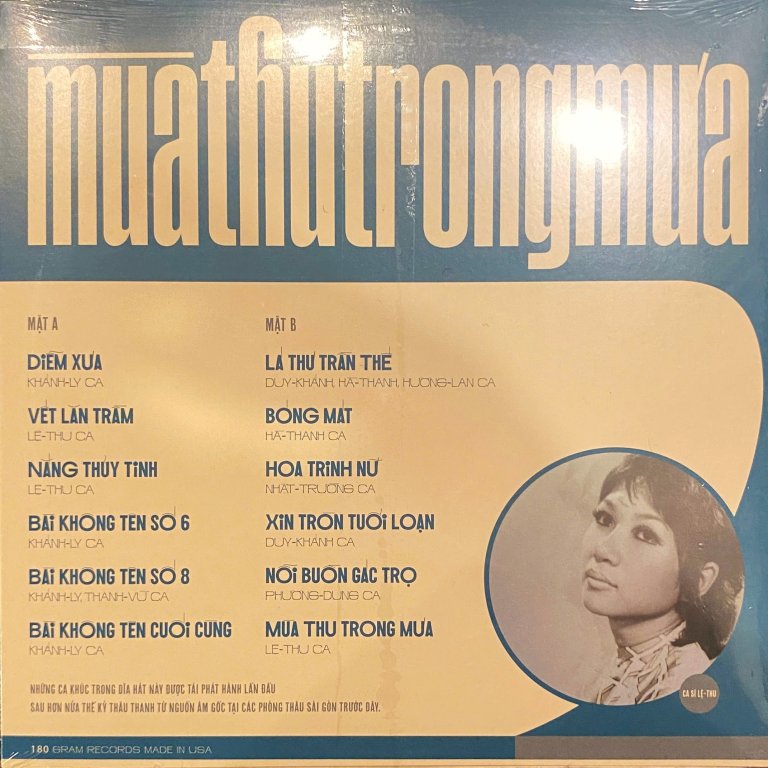 mùathutrongmưa
MẶT A
DIỄM XƯA
KHÁNH-LY CA
VẾT LĂN TRẦM
LỆ-THU CA
NẮNG THỦY TINH
LỆ-THU CA
BÀI KHÔNG TÊN SỐ 6
KHÁNH-LY CA
BÀI KHÔNG TÊN SỐ 8
KHÁNH-LY, THANH-VŨ CA
BÀI KHÔNG TÊN CUỐI CÙNG
KHÁNH-LY CA
MẶT B
LÁ THƯ TRẦN THẾ
DUY-KHÁNH, HÀ-THANH, HƯƠNG-LAN CA
BÓNG MÁT
HÀ-THANH CA
HOA TRINH NỮ
NHẬT-TRƯỜNG CA
XIN TRÒN TUỔI LOẠN
DUY-KHÁNH CA
NỖI BUỒN GÁC TRỌ
PHƯƠNG-DUNG CA
MÙA THU TRONG MƯA
LỆ-THU CA
CA SĨ LỆ-THU
NHỮNG CA KHÚC TRONG DĨA HÁT NÀY ĐƯỢC TÁI PHÁT HÀNH LẦN ĐẦU
SAU HƠN NỬA THẾ KỶ THÂU THANH TỪ NGUỒN ÂM GỐC TẠI CÁC PHÒNG THÂU SÀI GÒN TRƯỚC ĐÂY.
180 GRAM RECORDS MADE IN USA